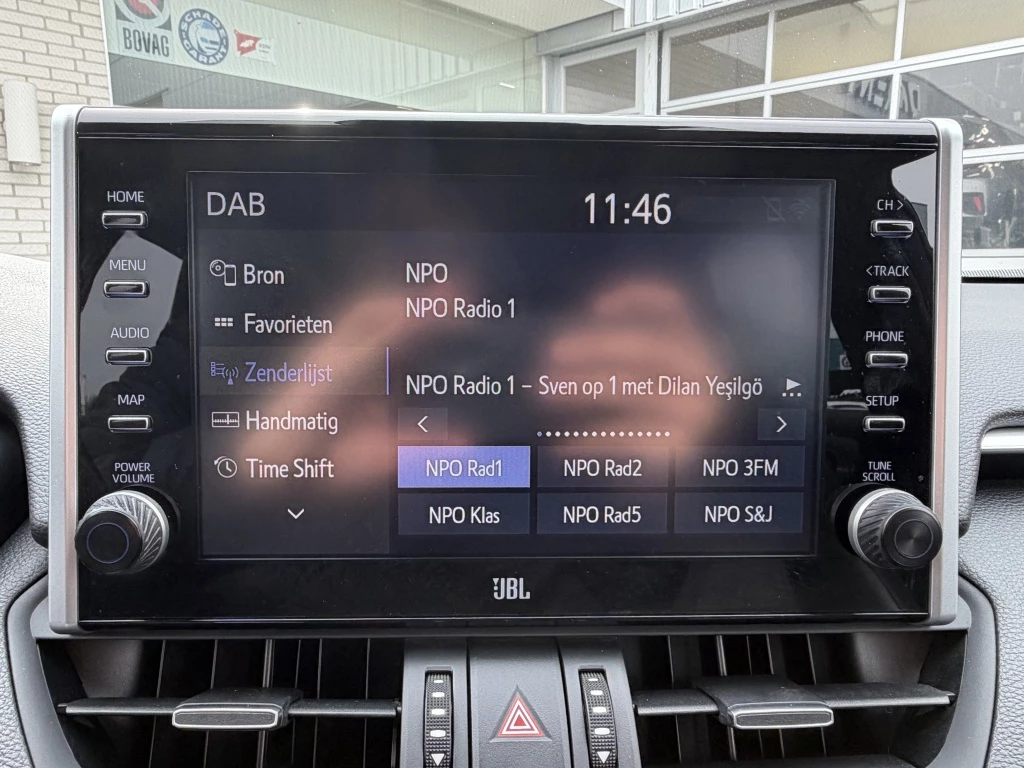 BOVAG
SCHADE
HOME
MENU
AUDIO
MAP
POWER
VOLUME
DAB
11:46
Bron
Favorieten
Zenderlijst
Handmatig
Time Shift
NPO
NPO Radio 1
NPO Radio 1 – Sven op 1 met Dilan Yeşilgö
<
>
NPO Rad1
NPO Rad2
NPO 3FM
NPO Klas
NPO Rad5
NPO S&J
CH >
< TRACK
PHONE
SETUP
TUNE
SCROLL
JBL